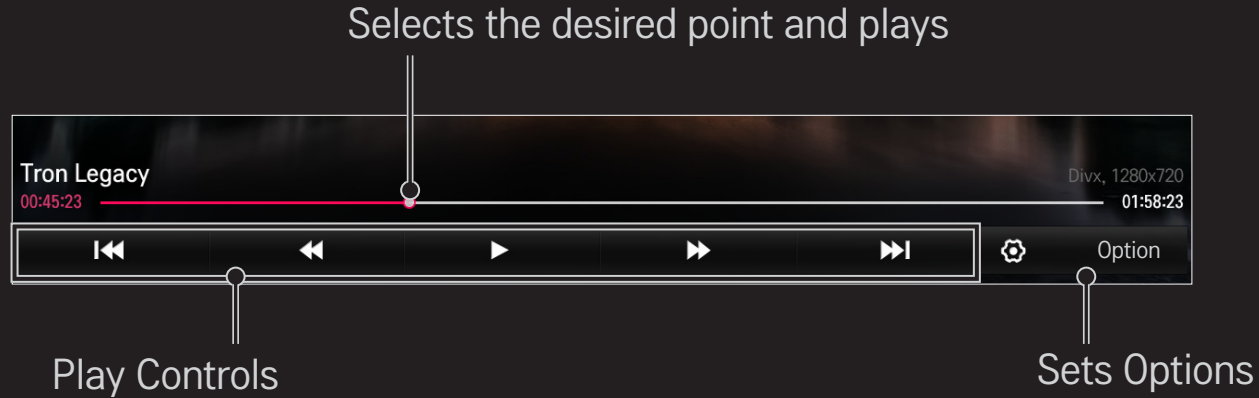 Selects the desired point and plays
Tron Legacy
Divx, 1280x720
00:45:23
01:58:23
Option
Play Controls
Sets Options